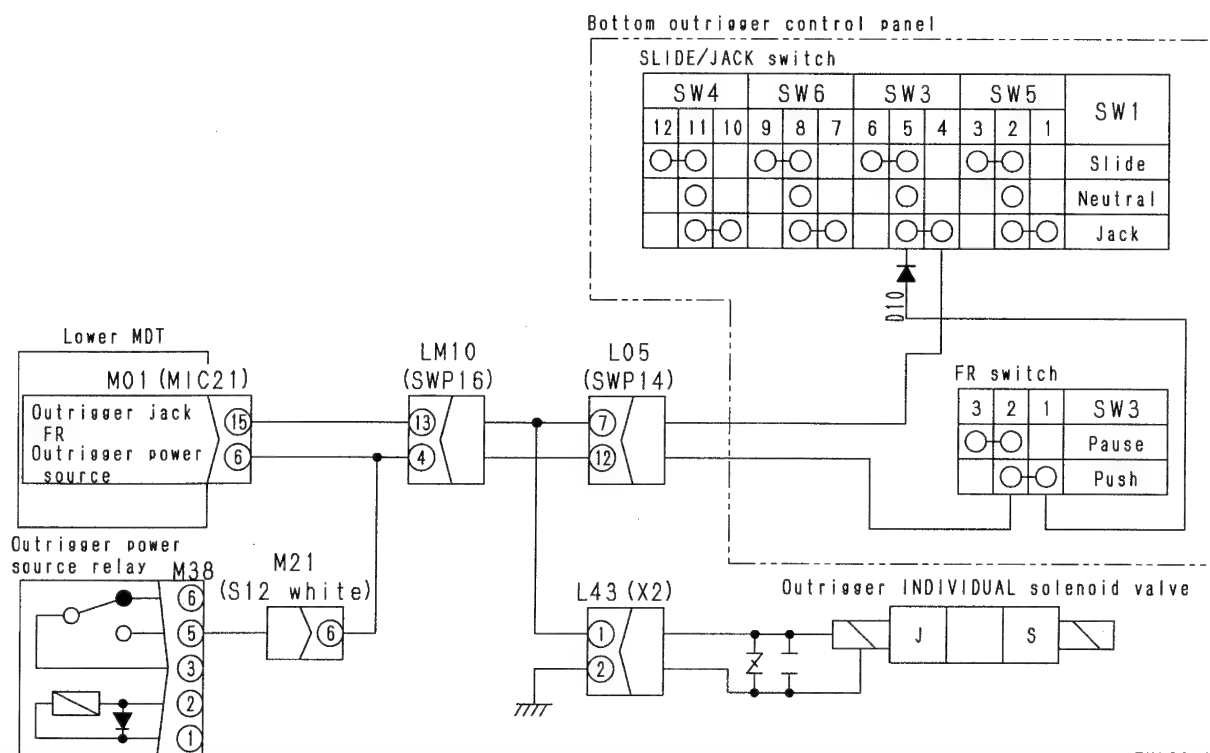 Bottom outrigger control panel
SLIDE/JACK switch
SW4 SW6 SW3 SW5 SW1
12 11 10 9 8 7 6 5 4 3 2 1
Slide
Neutral
Jack
D10
Lower MDT
M01 (MIC21)
Outrigger jack
FR
Outrigger power
source
15
6
LM10
(SWP16)
13
4
L05
(SWP14)
7
12
FR switch
3 2 1 SW3
Pause
Push
Outrigger power
source relay
M38
6
5
3
2
1
M21
(S12 white)
6
L43 (X2)
1
2
Outrigger INDIVIDUAL solenoid valve
J S